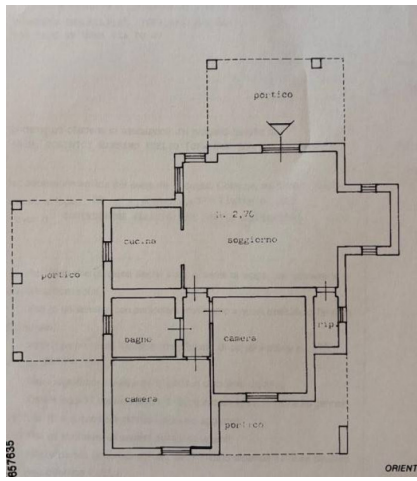 portico
h. 2,70
cucina
soggiorno
portico
rip.
bagno
camera
camera
portico
657635
ORIENT